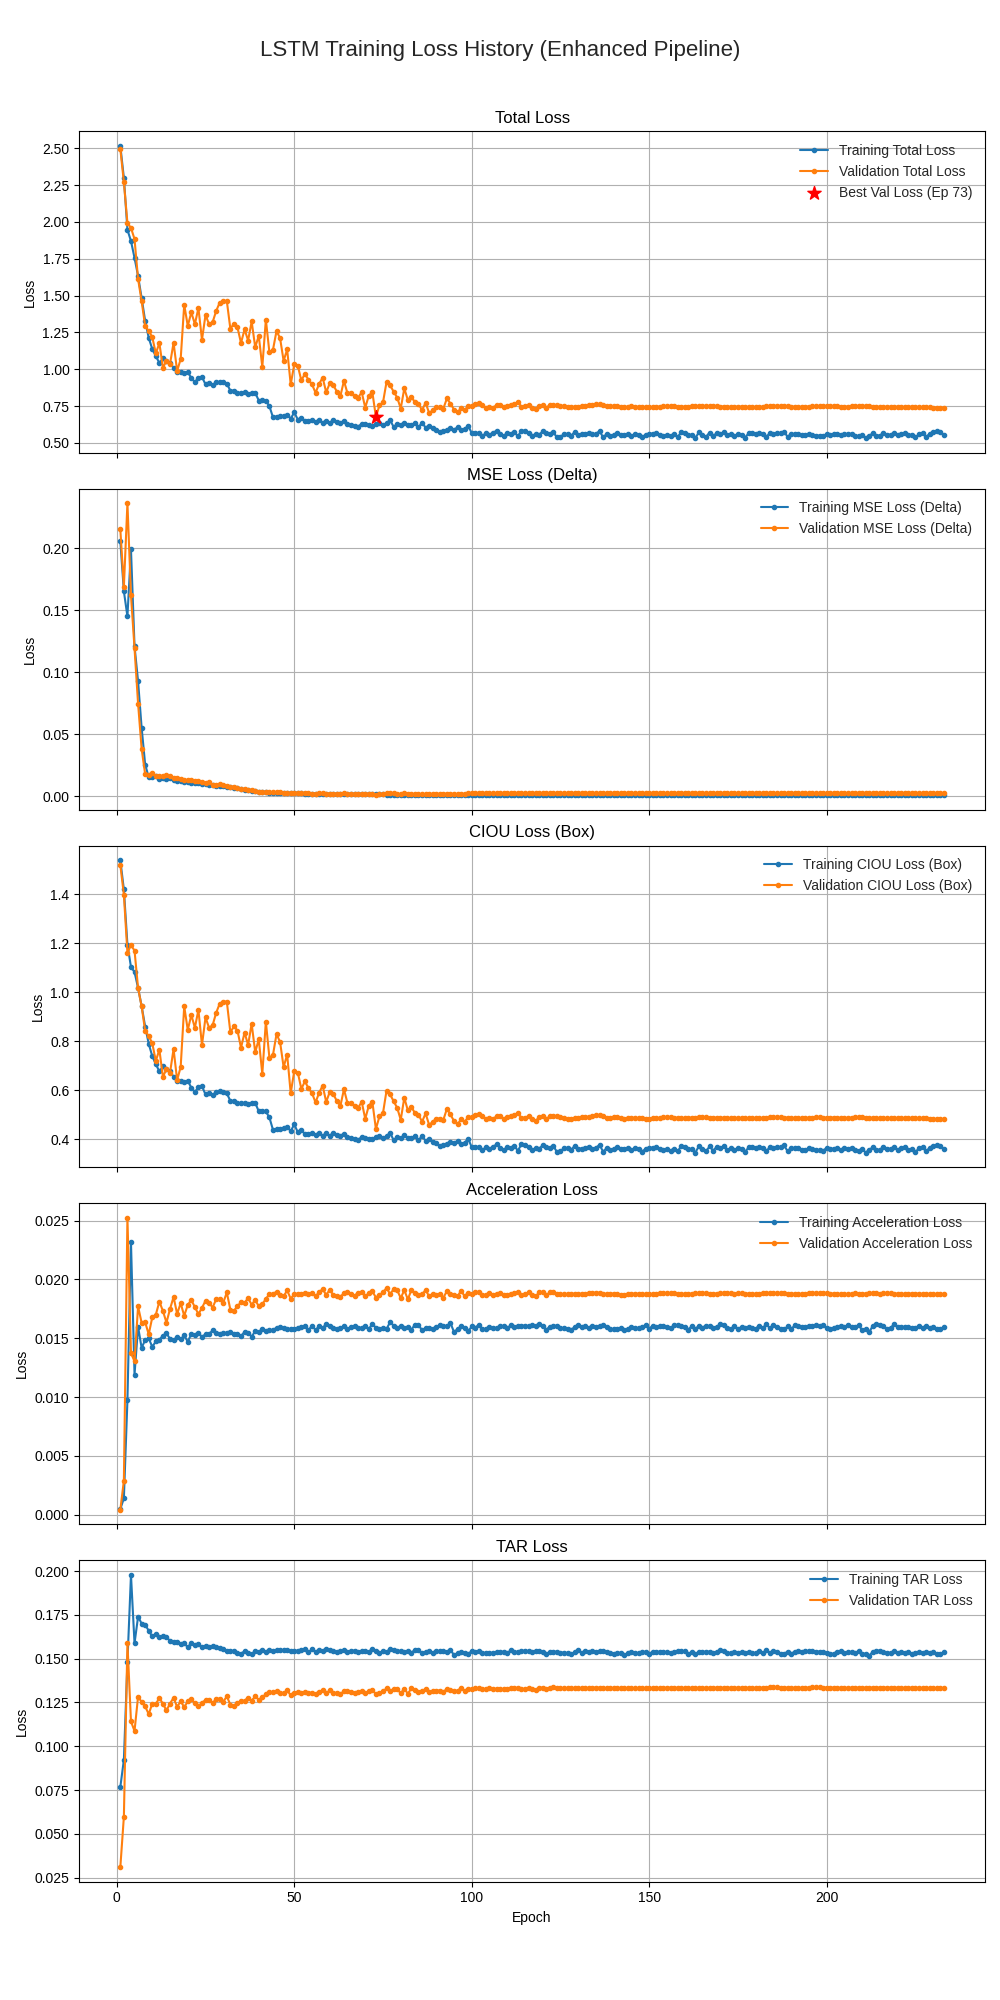 LSTM Training Loss History (Enhanced Pipeline)
Total Loss
2.50
2.25
2.00
1.75
1.50
1.25
1.00
0.75
0.50
Loss
Training Total Loss
Validation Total Loss
Best Val Loss (Ep 73)
MSE Loss (Delta)
0.20
0.15
0.10
0.05
0.00
Loss
Training MSE Loss (Delta)
Validation MSE Loss (Delta)
CIOU Loss (Box)
1.4
1.2
1.0
0.8
0.6
0.4
Loss
Training CIOU Loss (Box)
Validation CIOU Loss (Box)
Acceleration Loss
0.025
0.020
0.015
0.010
0.005
0.000
Loss
Training Acceleration Loss
Validation Acceleration Loss
TAR Loss
0.200
0.175
0.150
0.125
0.100
0.075
0.050
0.025
Loss
Training TAR Loss
Validation TAR Loss
0 50 100 150 200
Epoch